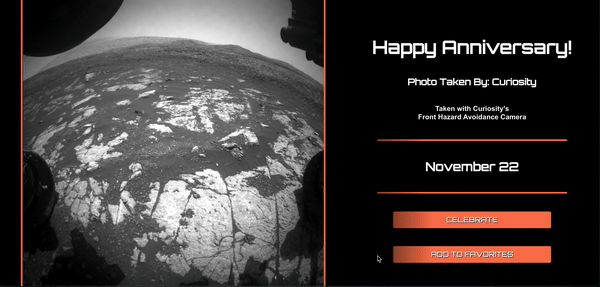 Happy Anniversary!
Photo Taken By: Curiosity
Taken with Curiosity's
Front Hazard Avoidance Camera
November 22
CELEBRATE
ADD TO FAVORITES